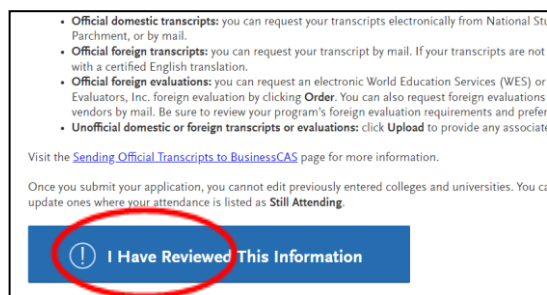 • Official domestic transcripts: you can request your transcripts electronically from National
Parchment, or by mail.
• Official foreign transcripts: you can request your transcript by mail. If your transcripts are not
with a certified English translation.
• Official foreign evaluations: you can request an electronic World Education Services (WES) or
Evaluators, Inc. foreign evaluation by clicking Order. You can also request foreign evaluations
vendors by mail. Be sure to review your program's foreign evaluation requirements and
• Unofficial domestic or foreign transcripts or evaluations: click Upload to provide any
Visit the Sending Official Transcripts to BusinessCAS page for more information.
Once you submit your application, you cannot edit previously entered colleges and universities. You
update ones where your attendance is listed as Still Attending.
I Have Reviewed This Information